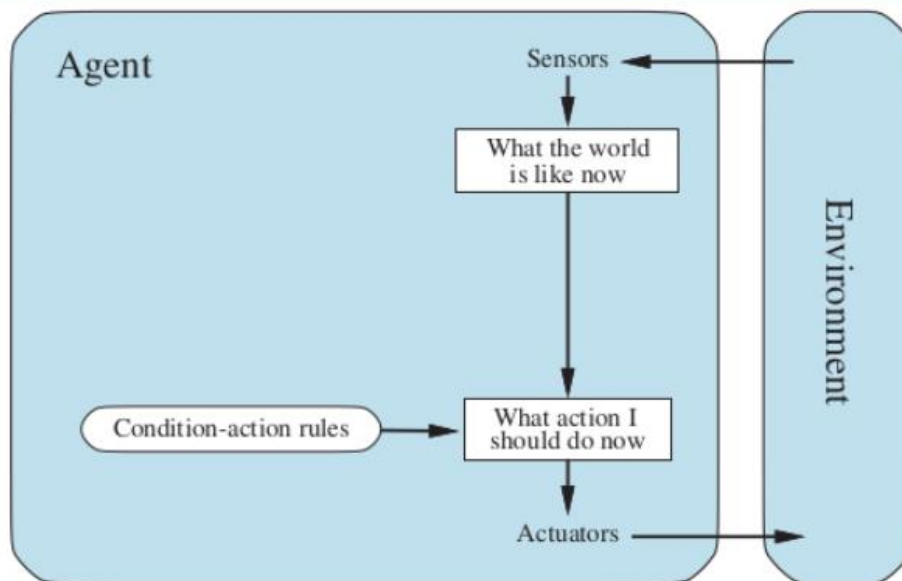 Agent
Sensors
What the world
is like now
Environment
Condition-action rules
What action I
should do now
Actuators